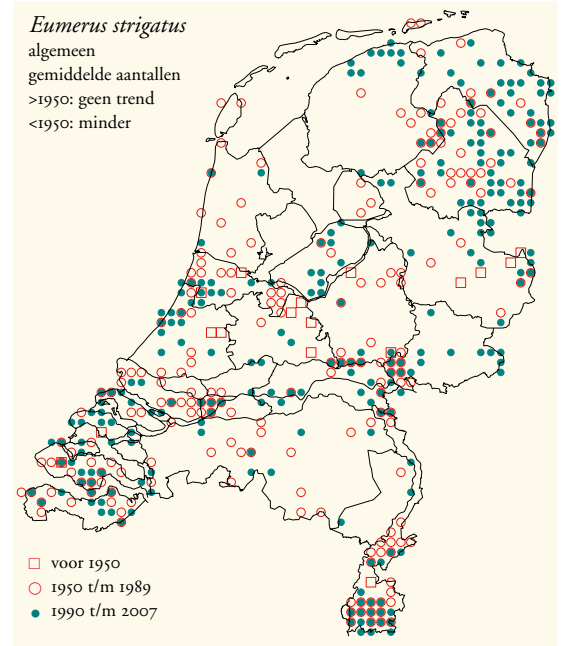 Eumerus strigatus
algemeen
gemiddelde aantallen
>1950: geen trend
<1950: minder
voor 1950
1950 t/m 1989
1990 t/m 2007